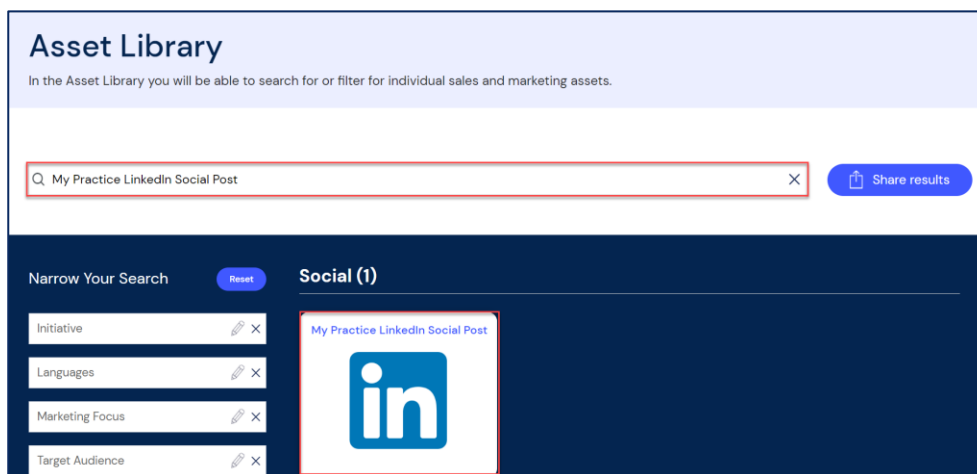 Asset Library
In the Asset Library you will be able to search for or filter for individual sales and marketing assets.
My Practice LinkedIn Social Post
Share results
Narrow Your Search
Reset
Social (1)
Initiative
Languages
Marketing Focus
Target Audience
My Practice LinkedIn Social Post
in